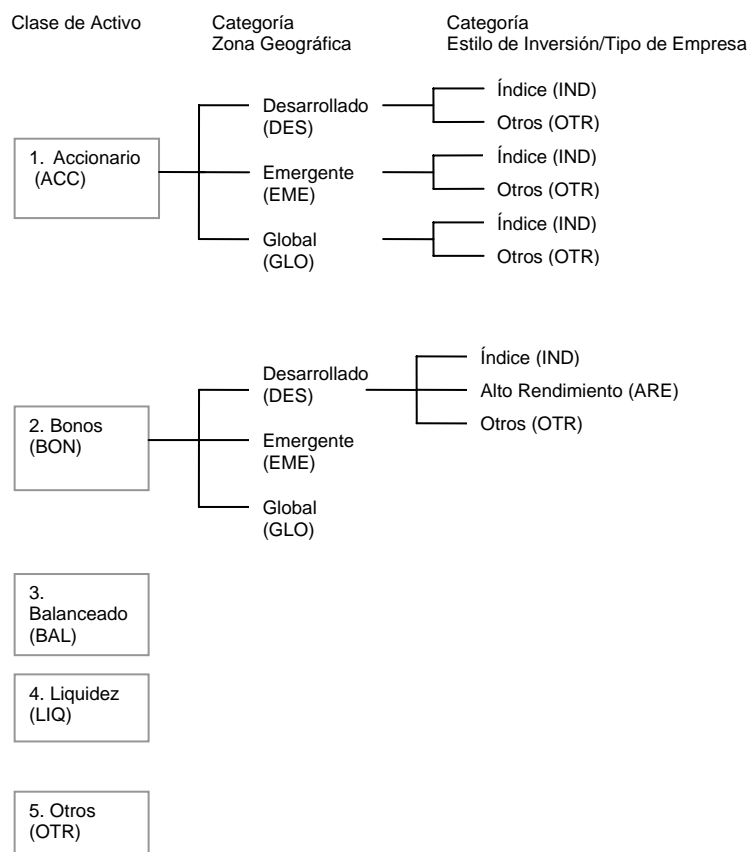 Clase de Activo
Categoría
Zona Geográfica
Categoría
Estilo de Inversión/Tipo de Empresa
1. Accionario
(ACC)
Desarrollado
(DES)
Índice (IND)
Otros (OTR)
Emergente
(EME)
Índice (IND)
Otros (OTR)
Global
(GLO)
Índice (IND)
Otros (OTR)
2. Bonos
(BON)
Desarrollado
(DES)
Índice (IND)
Alto Rendimiento (ARE)
Otros (OTR)
Emergente
(EME)
Global
(GLO)
3.
Balanceado
(BAL)
4. Liquidez
(LIQ)
5. Otros
(OTR)